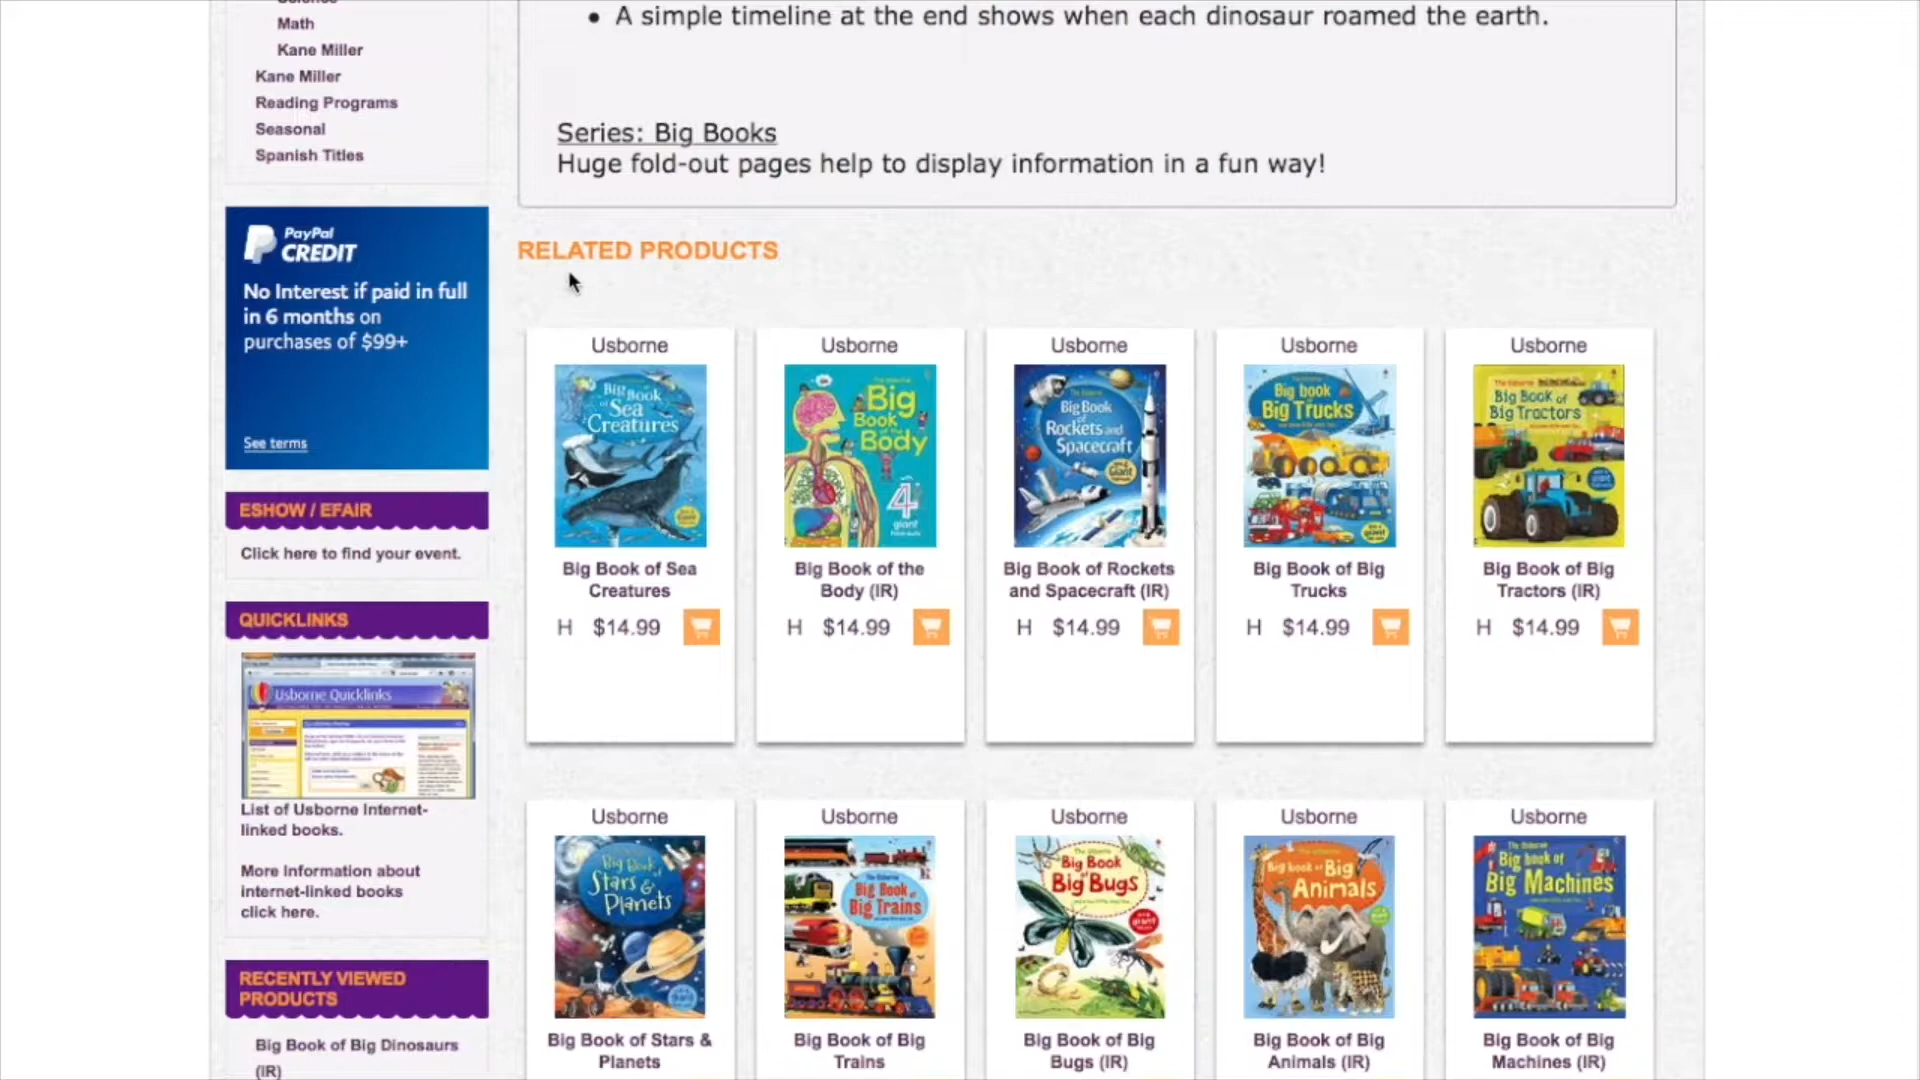 Math
Kane Miller
Kane Miller
Reading Programs
Seasonal
Spanish Titles
PayPal
CREDIT
No Interest if paid in full
in 6 months on
purchases of $99+
See terms
ESHOW / EFAIR
Click here to find your event.
QUICKLINKS
Usborne Quicklinks
List of Usborne Internet-
linked books.
More Information about
internet-linked books
click here.
RECENTLY VIEWED
PRODUCTS
Big Book of Big Dinosaurs
(IR)
• A simple timeline at the end shows when each dinosaur roamed the earth.
Series: Big Books
Huge fold-out pages help to display information in a fun way!
RELATED PRODUCTS
Usborne
Big Book
of Sea
Creatures
Big Book of Sea
Creatures
H $14.99
Usborne
Big
Book
Body
4
giant
Big Book of the
Body (IR)
H $14.99
Usborne
Big Book
of
Rockets and
Spacecraft
Big Book of Rockets
and Spacecraft (IR)
H $14.99
Usborne
Big book
of Big Trucks
Big Book of Big
Trucks
H $14.99
Usborne
The Usborne
Big Book of
Big Tractors
Big Book of Big
Tractors (IR)
H $14.99
Usborne
Big Book of
Stars &
Planets
Big Book of Stars &
Planets
Usborne
The Usborne
Big Book of
Big Trains
Big Book of Big
Trains
Usborne
The Usborne
Big Book
of
Big Bugs
Big Book of Big
Bugs (IR)
Usborne
Big book of Big
Animals
Big Book of Big
Animals (IR)
Usborne
The Usborne
Big book of
Big Machines
Big Book of Big
Machines (IR)